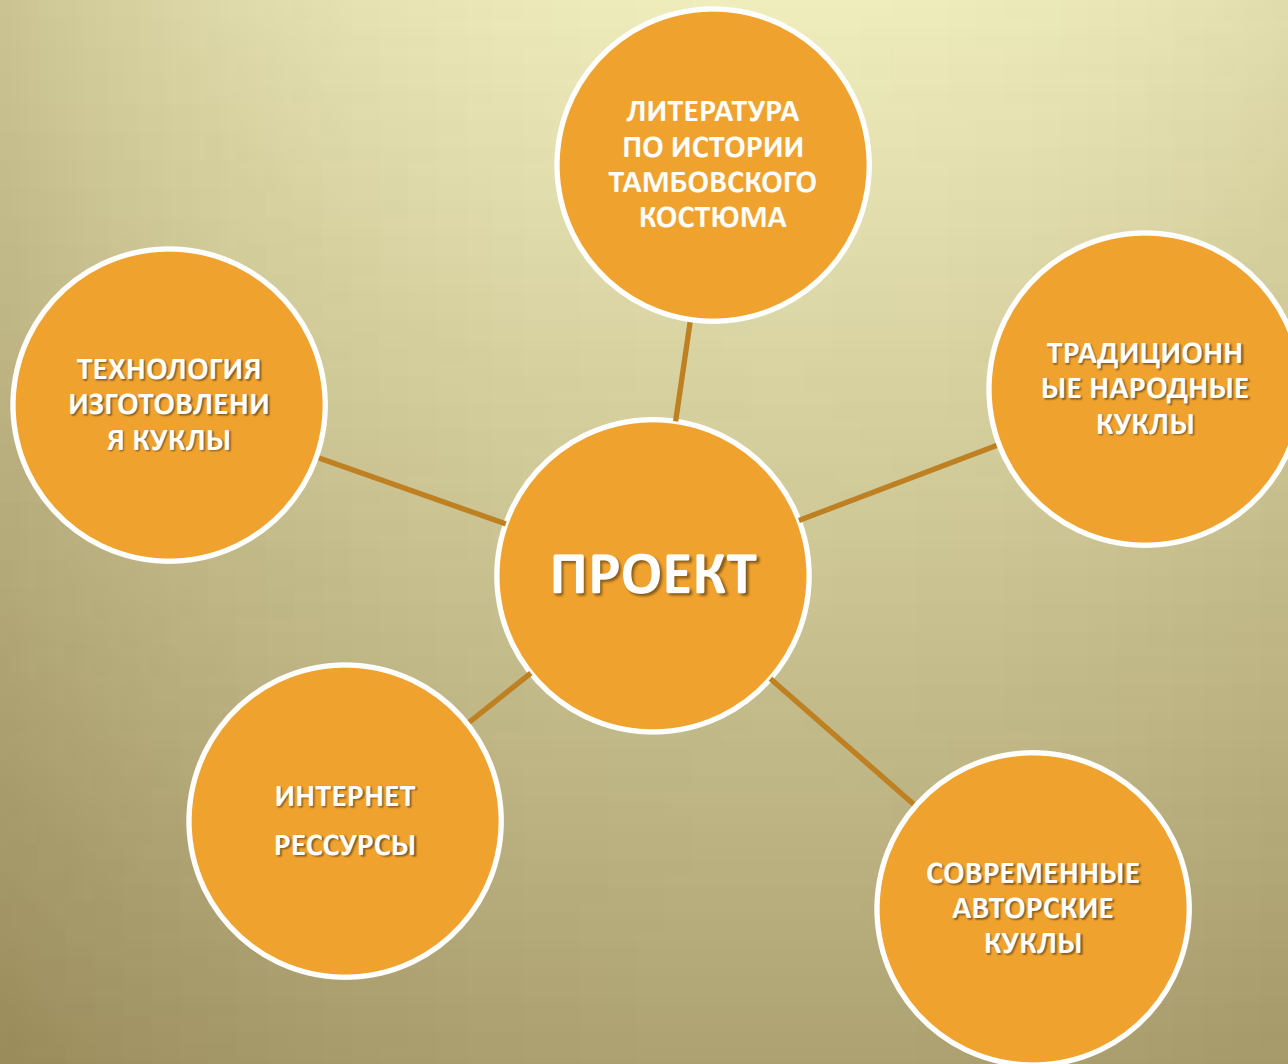 ЛИТЕРАТУРА
ПО ИСТОРИИ
ТАМБОВСКОГО
КОСТЮМА
ТРАДИЦИОНН
ЫЕ НАРОДНЫЕ
КУКЛЫ
ТЕХНОЛОГИЯ
ИЗГОТОВЛЕНИ
Я КУКЛЫ
ПРОЕКТ
ИНТЕРНЕТ
РЕССУРСЫ
СОВРЕМЕННЫЕ
АВТОРСКИЕ
КУКЛЫ